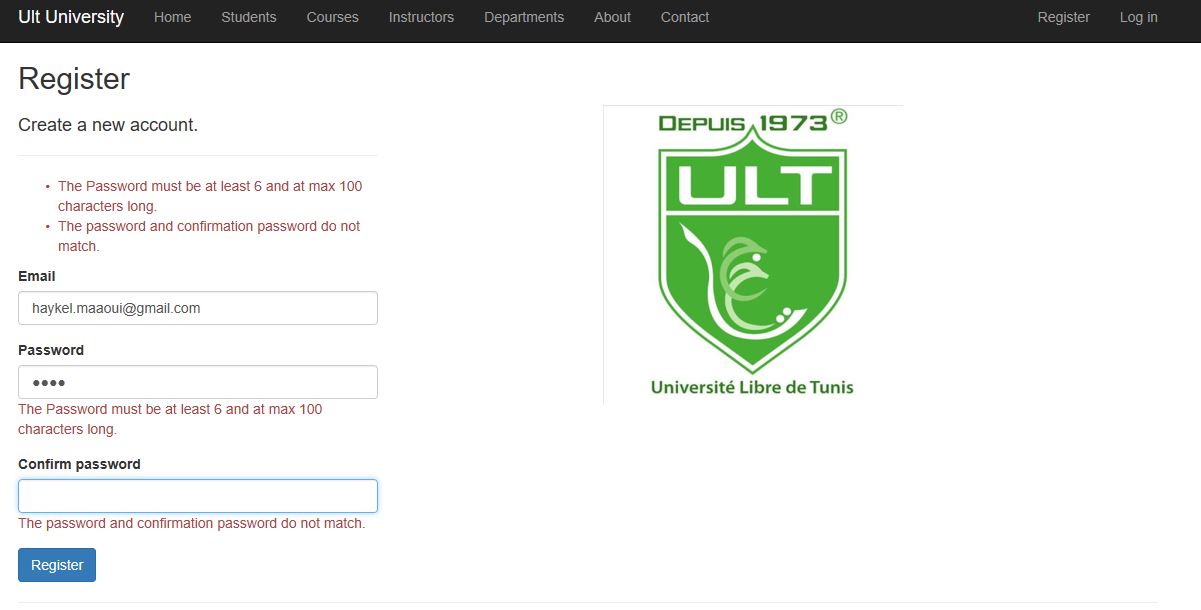 Ult University Home Students Courses Instructors Departments About Contact Register Log in
Register
Create a new account.
• The Password must be at least 6 and at max 100
characters long.
• The password and confirmation password do not
match.
Email
haykel.maaoui@gmail.com
Password
••••
The Password must be at least 6 and at max 100
characters long.
Confirm password
The password and confirmation password do not match.
Register
DEPUIS 1973®
ULT
Université Libre de Tunis